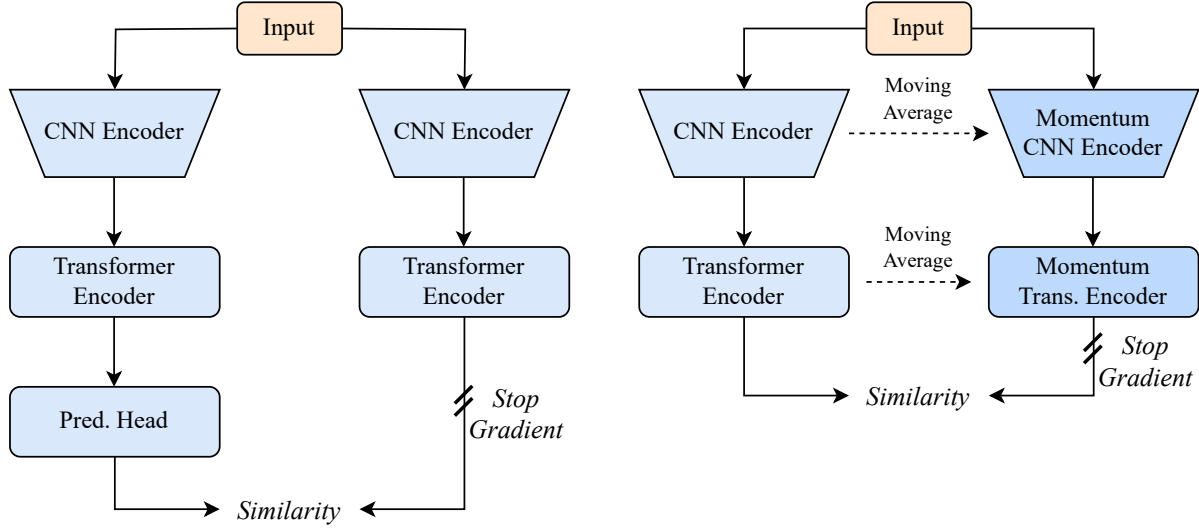 Input
CNN Encoder
CNN Encoder
Transformer
Encoder
Transformer
Encoder
Pred. Head
Stop
Gradient
Similarity
Input
CNN Encoder
Moving
Average
Momentum
CNN Encoder
Transformer
Encoder
Moving
Average
Momentum
Trans. Encoder
Stop
Gradient
Similarity